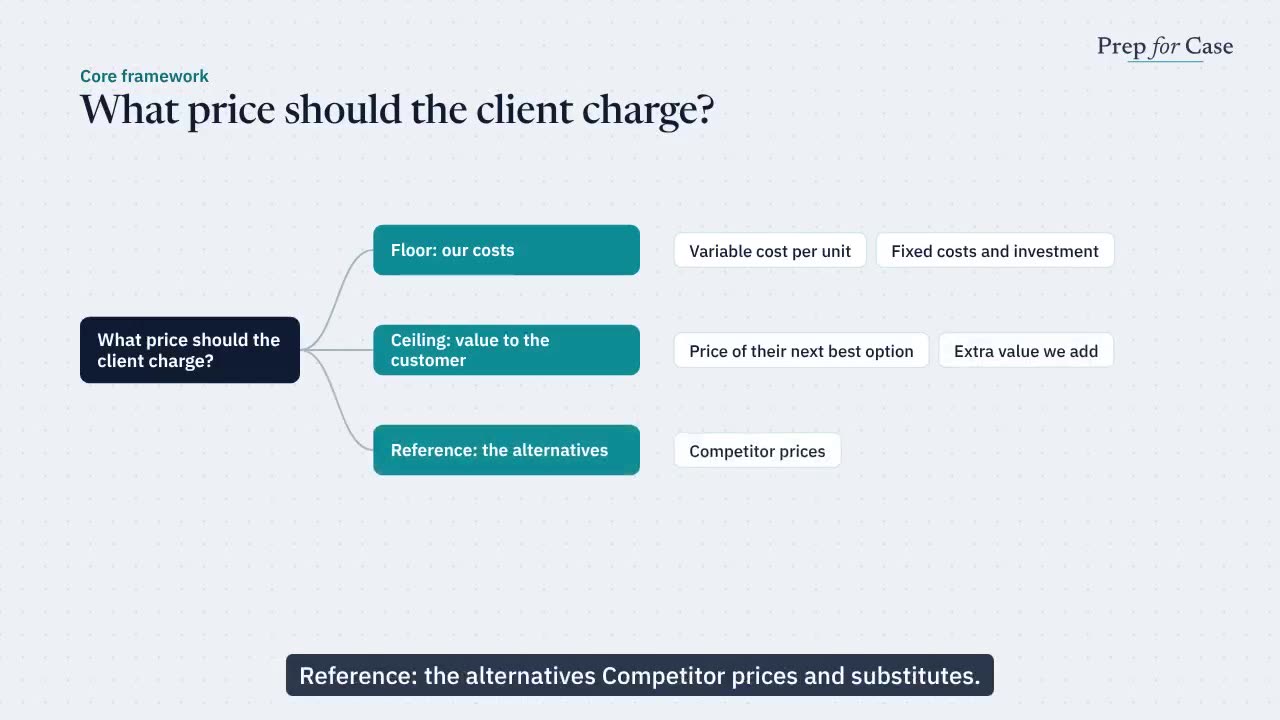 Prep for Case
Core framework
What price should the client charge?
What price should the
client charge?
Floor: our costs
Variable cost per unit
Fixed costs and investment
Ceiling: value to the
customer
Price of their next best option
Extra value we add
Reference: the alternatives
Competitor prices
Reference: the alternatives Competitor prices and substitutes.